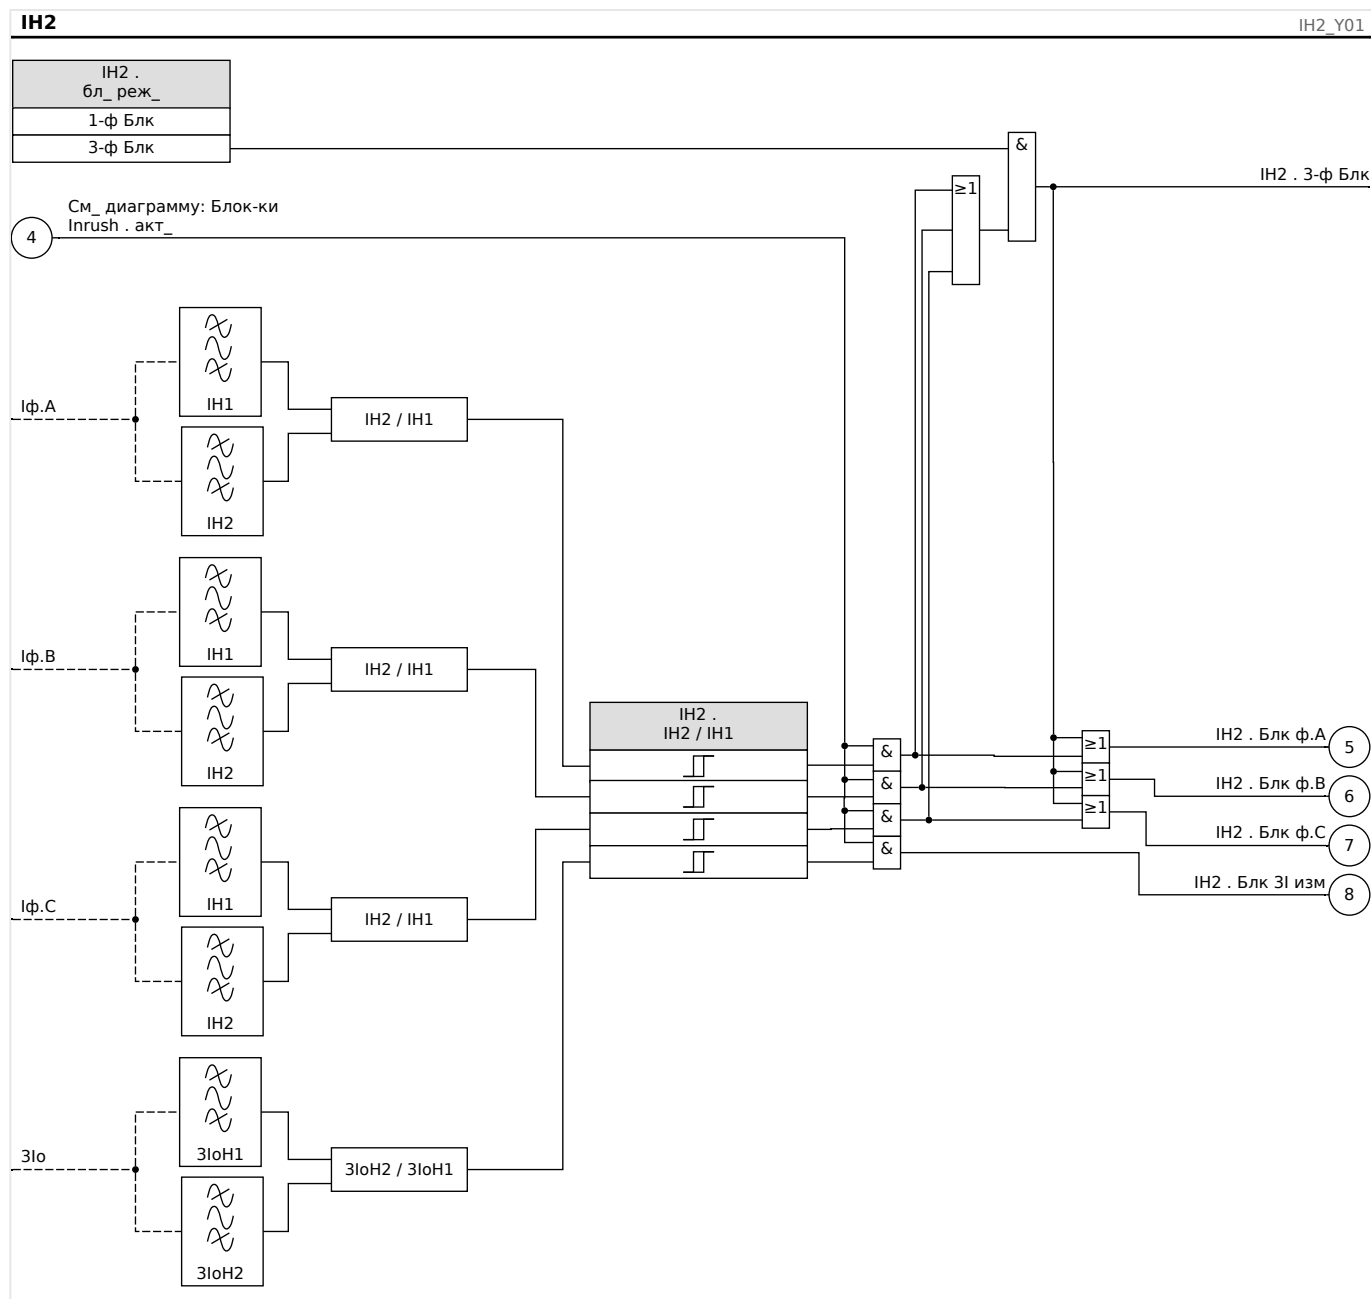 IH2
IH2_Y01
IH2 .
бл_ реж_
1-ф Блк
3-ф Блк
&
≥1
IH2 . 3-ф Блк
См_ диаграмму: Блок-ки
Inrush . акт_
4
IH1
Iф.A
IH2 / IH1
IH2
IH1
Iф.B
IH2 / IH1
IH2
IH2 .
IH2 / IH1
&
&
&
&
≥1
≥1
≥1
IH2 . Блк ф.A
5
IH2 . Блк ф.B
6
IH2 . Блк ф.C
7
IH2 . Блк 3I изм
8
IH1
Iф.C
IH2 / IH1
IH2
3IoH1
3Io
3IoH2 / 3IoH1
3IoH2